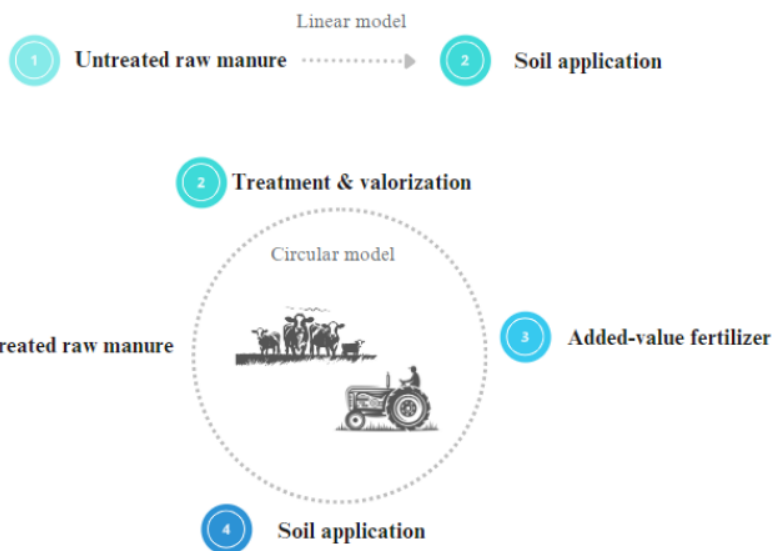 Linear model
1 Untreated raw manure 2 Soil application
2 Treatment & valorization
Circular model
reated raw manure
3 Added-value fertilizer
4 Soil application